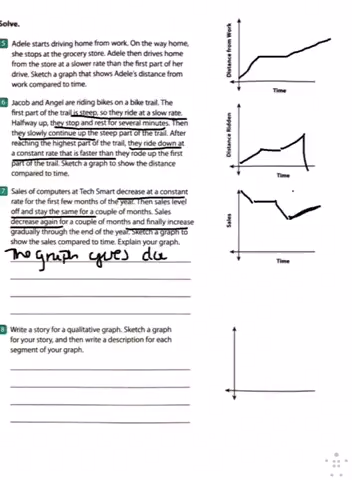 Solve.
5 Adele starts driving home from work. On the way home,
she stops at the grocery store. Adele then drives home
from the store at a slower rate than the first part of her
drive. Sketch a graph that shows Adele's distance from
work compared to time.
Distance from Work
Time
6 Jacob and Angel are riding bikes on a bike trail. The
first part of the trail is steep, so they ride at a slow rate.
Halfway up, they stop and rest for several minutes. Then
they slowly continue up the steep part of the trail. After
reaching the highest part of the trail, they ride down at
a constant rate that is faster than they rode up the first
part of the trail. Sketch a graph to show the distance
compared to time.
Distance Ridden
Time
7 Sales of computers at Tech Smart decrease at a constant
rate for the first few months of the year. Then sales level
off and stay the same for a couple of months. Sales
decrease again for a couple of months and finally increase
gradually through the end of the year. Sketch a graph to
show the sales compared to time. Explain your graph.
The graph goes
Sales
Time
8 Write a story for a qualitative graph. Sketch a graph
for your story, and then write a description for each
segment of your graph.